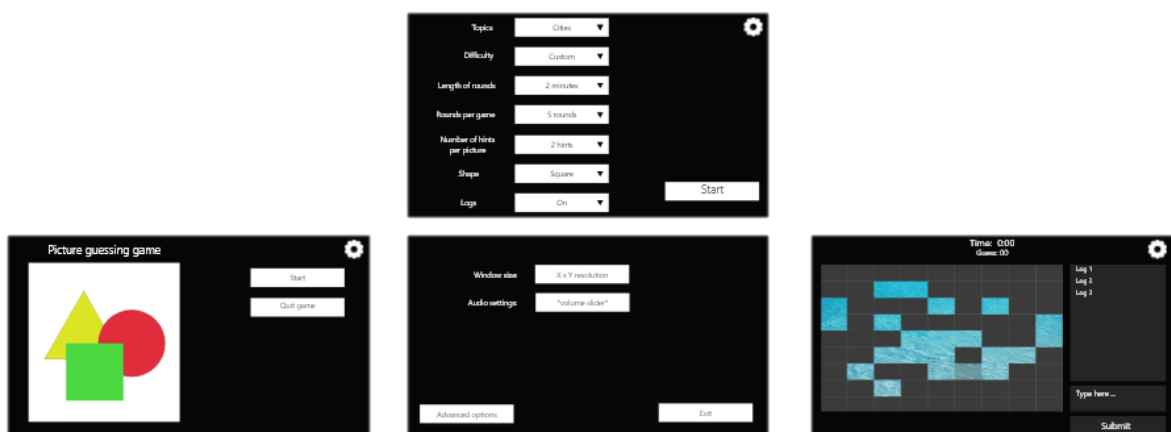 Topics Cities
Difficulty Custom
Length of rounds 2 minutes
Rounds per game 5 rounds
Number of hints
per picture 2 hints
Shape Square
Start
Logs On
Picture guessing game
Start
Quit game
Window size X x Y resolution
Audio settings: *volume slider*
Advanced options Exit
Time: 0:00
Guess: 00
Log 1
Log 2
Log 3
Type here ...
Submit